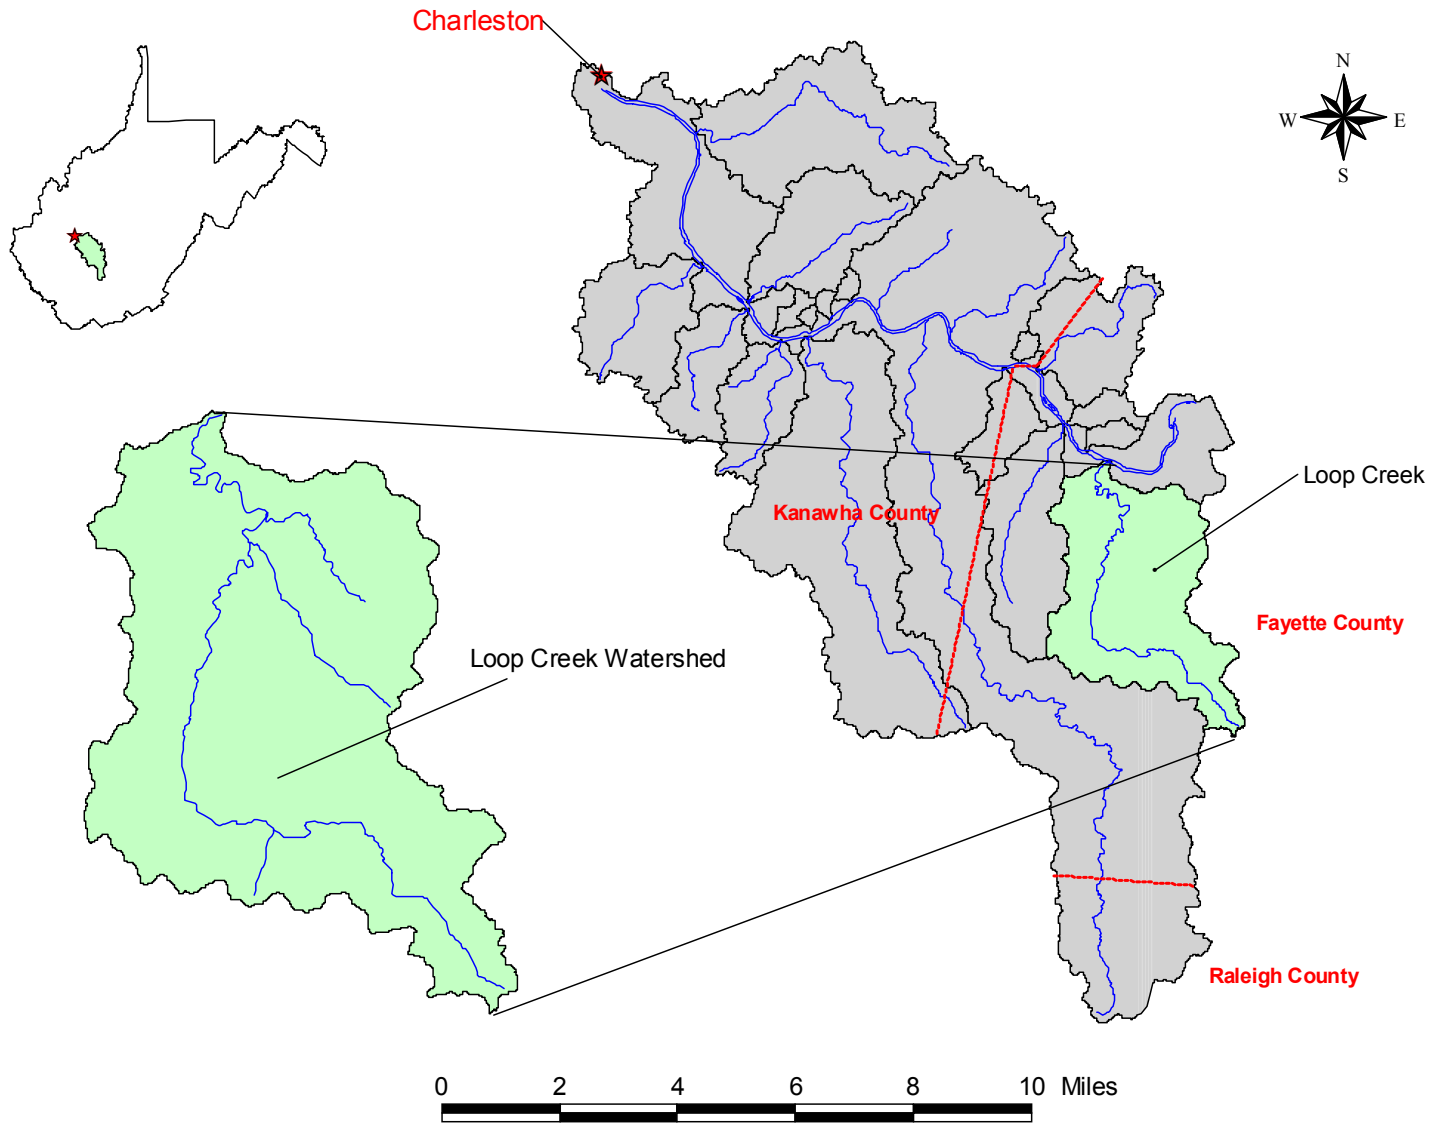 Charleston
N
W
E
S
Loop Creek
Kanawha County
Fayette County
Loop Creek Watershed
Raleigh County
0 2 4 6 8 10 Miles